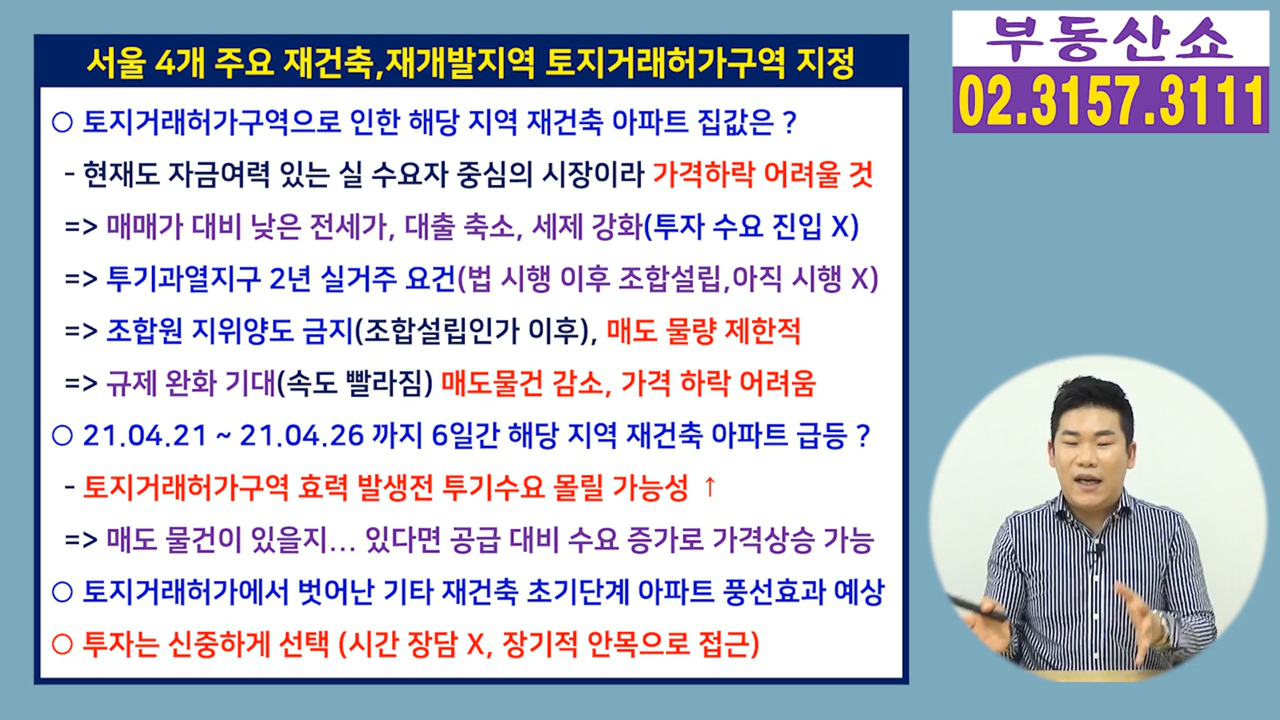 서울 4개 주요 재건축,재개발지역 토지거래허가구역 지정
부동산쇼
02.3157.3111
○ 토지거래허가구역으로 인한 해당 지역 재건축 아파트 집값은 ?
- 현재도 자금여력 있는 실 수요자 중심의 시장이라 가격하락 어려울 것
=> 매매가 대비 낮은 전세가, 대출 축소, 세제 강화(투자 수요 진입 X)
=> 투기과열지구 2년 실거주 요건(법 시행 이후 조합설립,아직 시행 X)
=> 조합원 지위양도 금지(조합설립인가 이후), 매도 물량 제한적
=> 규제 완화 기대(속도 빨라짐) 매도물건 감소, 가격 하락 어려움
○ 21.04.21 ~ 21.04.26 까지 6일간 해당 지역 재건축 아파트 급등 ?
- 토지거래허가구역 효력 발생전 투기수요 몰릴 가능성 ↑
=> 매도 물건이 있을지... 있다면 공급 대비 수요 증가로 가격상승 가능
○ 토지거래허가에서 벗어난 기타 재건축 초기단계 아파트 풍선효과 예상
○ 투자는 신중하게 선택 (시간 장담 X, 장기적 안목으로 접근)